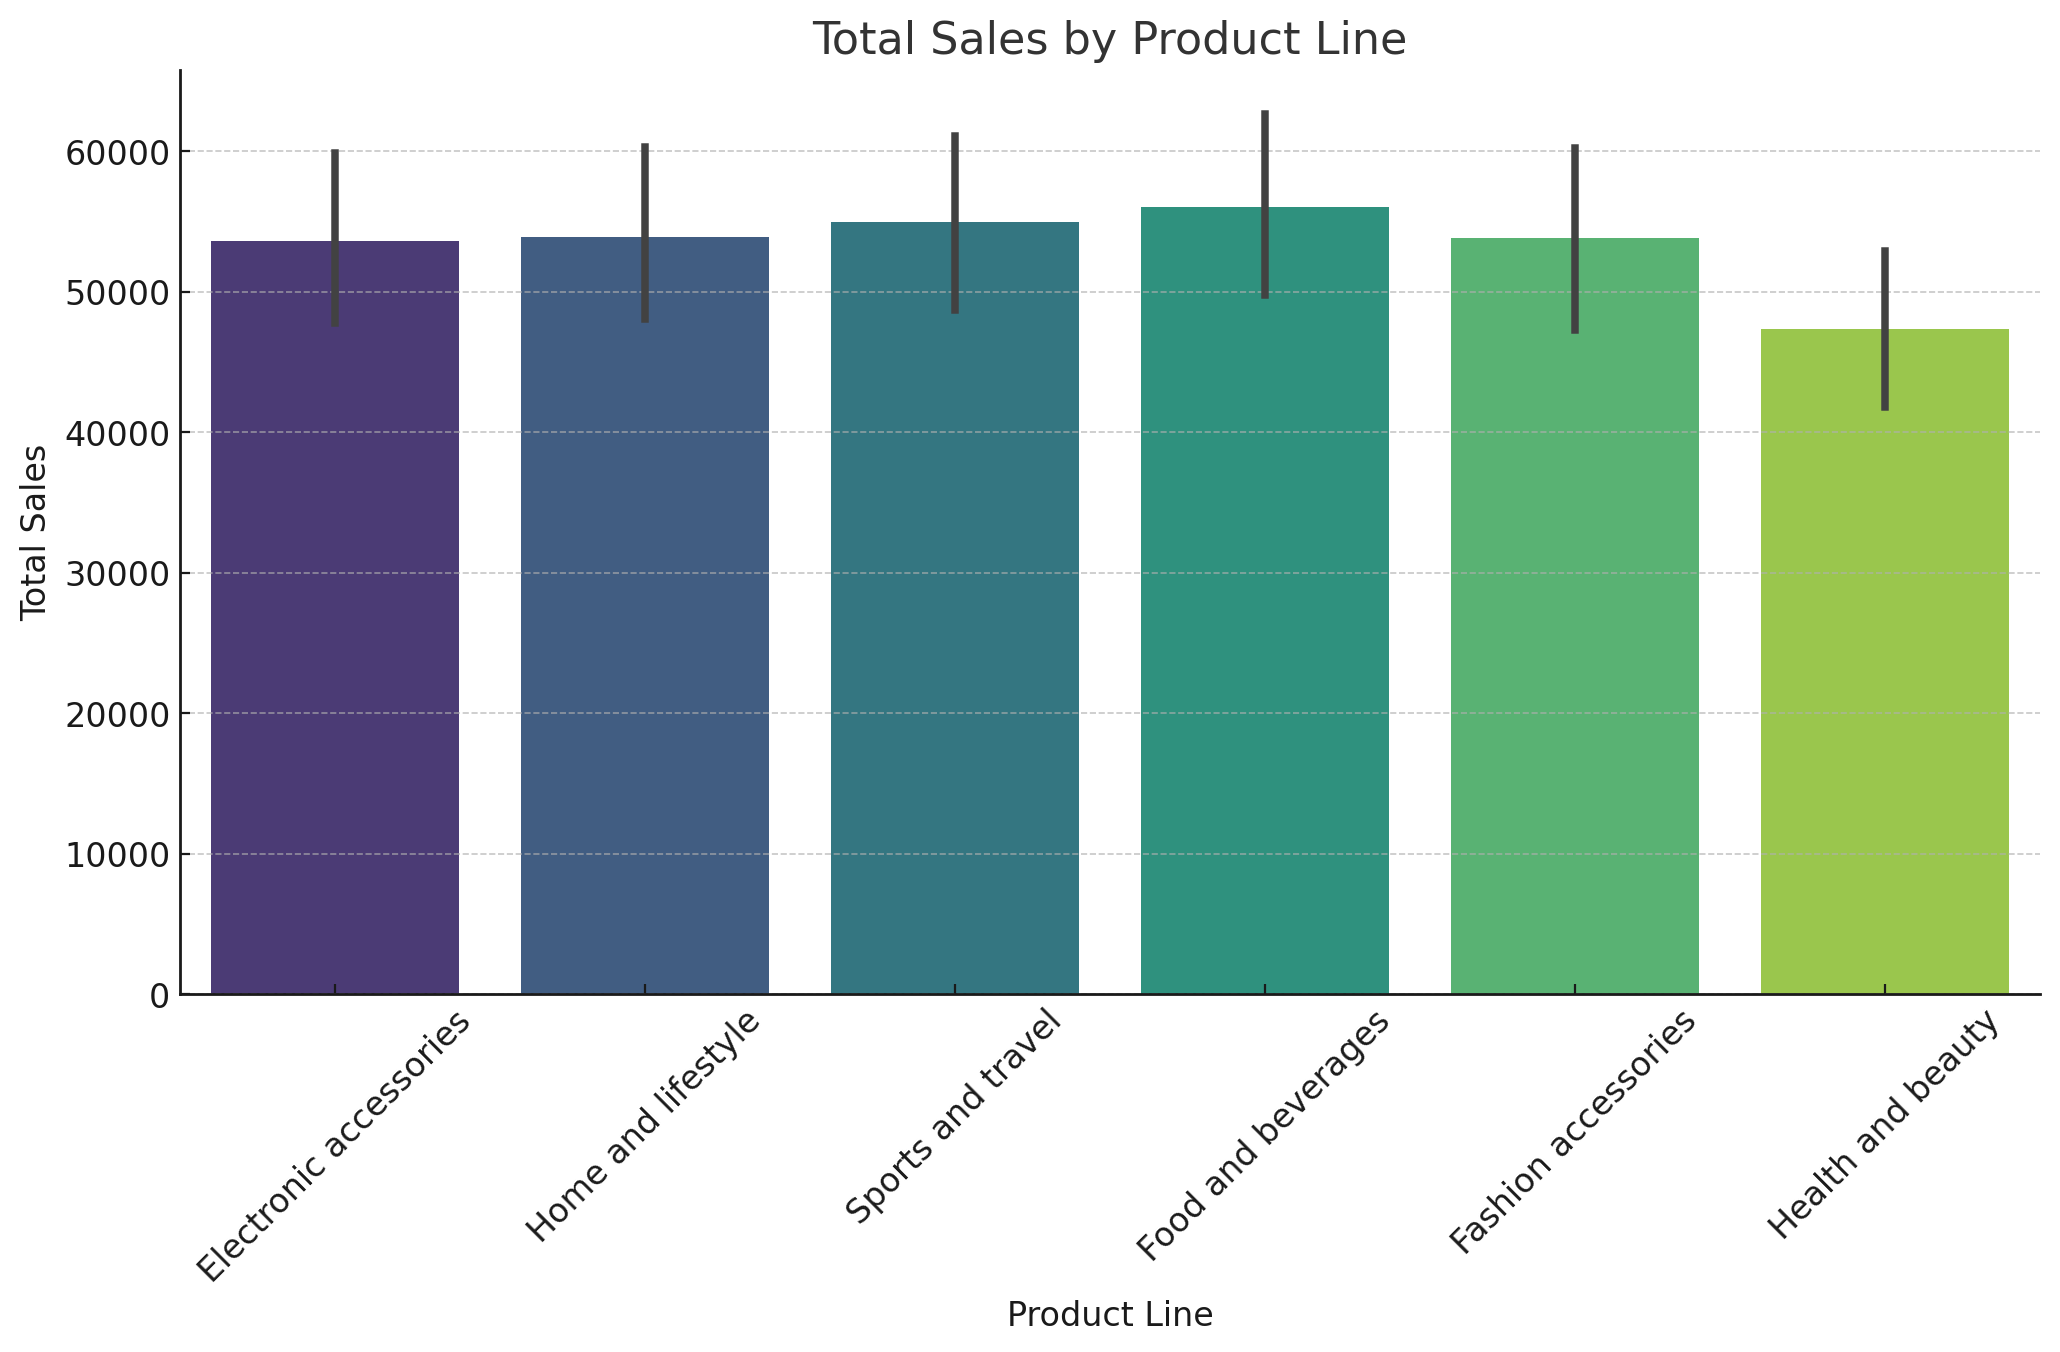 Total Sales by Product Line
Total Sales
60000
50000
40000
30000
20000
10000
0
Electronic accessories
Home and lifestyle
Sports and travel
Food and beverages
Fashion accessories
Health and beauty
Product Line